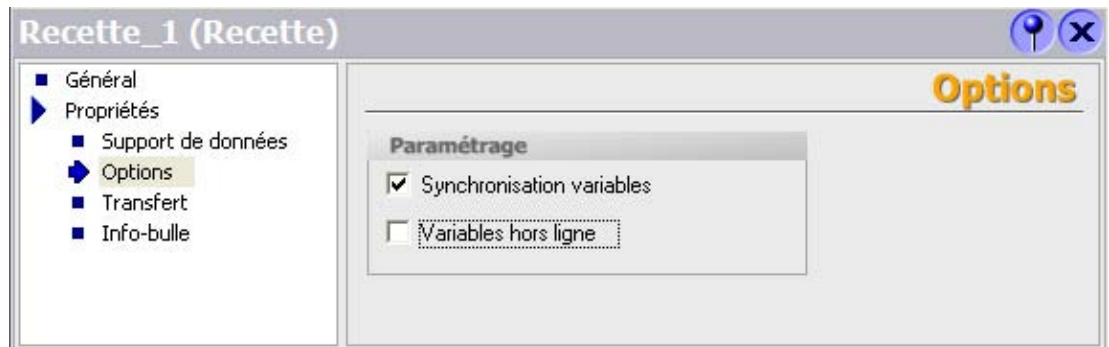 Recette_1 (Recette)
Général
Propriétés
Support de données
Options
Transfert
Info-bulle
Options
Paramétrage
Synchronisation variables
Variables hors ligne